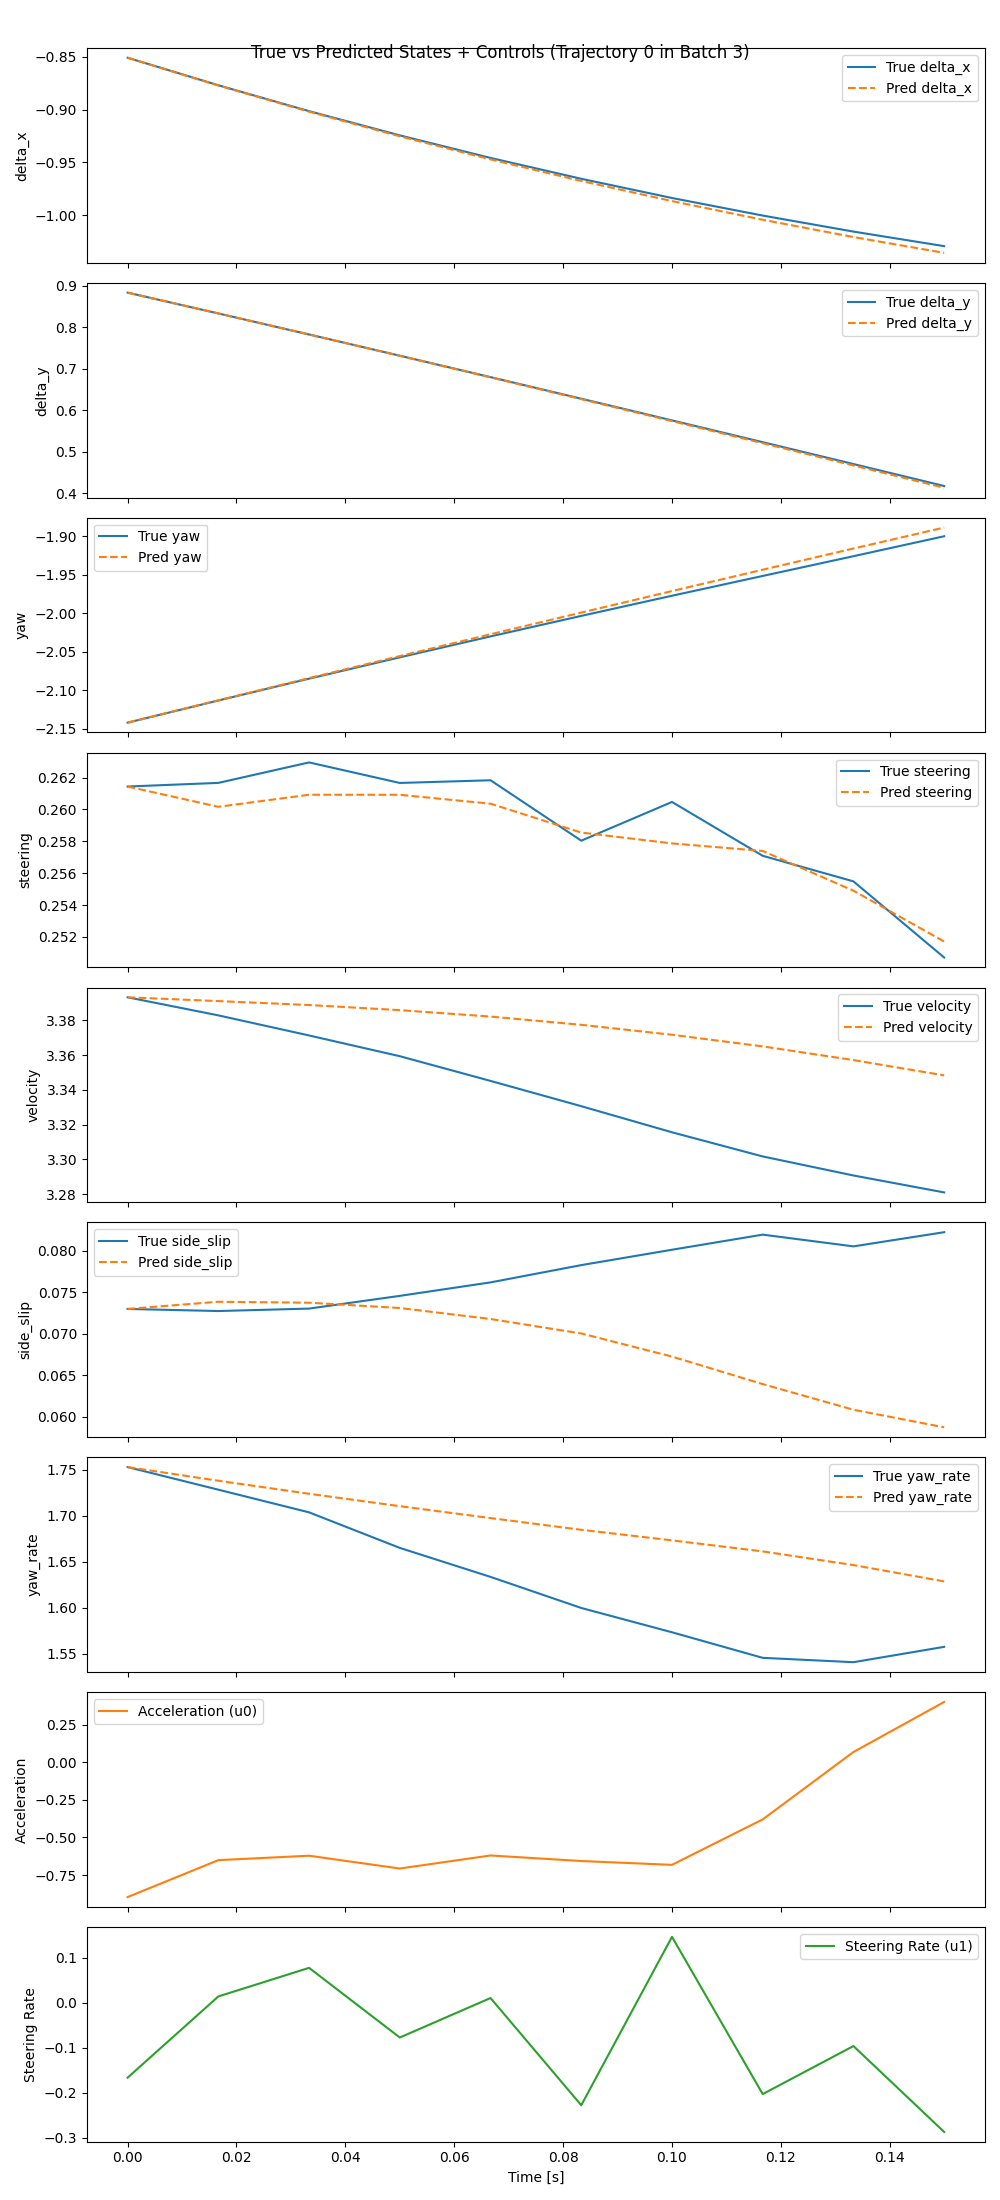 True vs Predicted States + Controls (Trajectory 0 in Batch 3)
−0.85
−0.90
−0.95
−1.00
delta_x
True delta_x
Pred delta_x
0.9
0.8
0.7
0.6
0.5
0.4
delta_y
True delta_y
Pred delta_y
−1.90
−1.95
−2.00
−2.05
−2.10
−2.15
yaw
True yaw
Pred yaw
0.262
0.260
0.258
0.256
0.254
0.252
steering
True steering
Pred steering
3.38
3.36
3.34
3.32
3.30
3.28
velocity
True velocity
Pred velocity
0.080
0.075
0.070
0.065
0.060
side_slip
True side_slip
Pred side_slip
1.75
1.70
1.65
1.60
1.55
yaw_rate
True yaw_rate
Pred yaw_rate
0.25
0.00
−0.25
−0.50
−0.75
Acceleration
Acceleration (u0)
0.1
0.0
−0.1
−0.2
−0.3
Steering Rate
Steering Rate (u1)
0.00 0.02 0.04 0.06 0.08 0.10 0.12 0.14
Time [s]